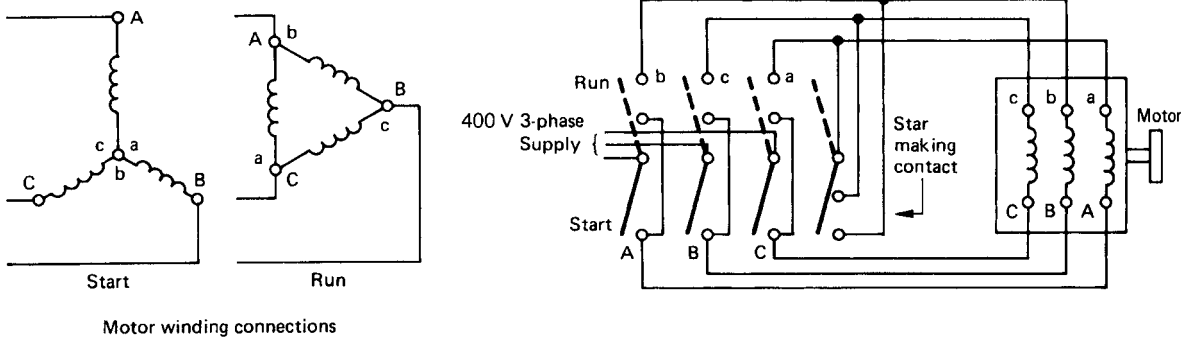 A
c a
b
C
B
Start
A b
B
c
a
C
Run
Motor winding connections
Run
b
c
a
400 V 3-phase
Supply {
Start
A
B
C
Star
making
contact
c b a
C B A
Motor